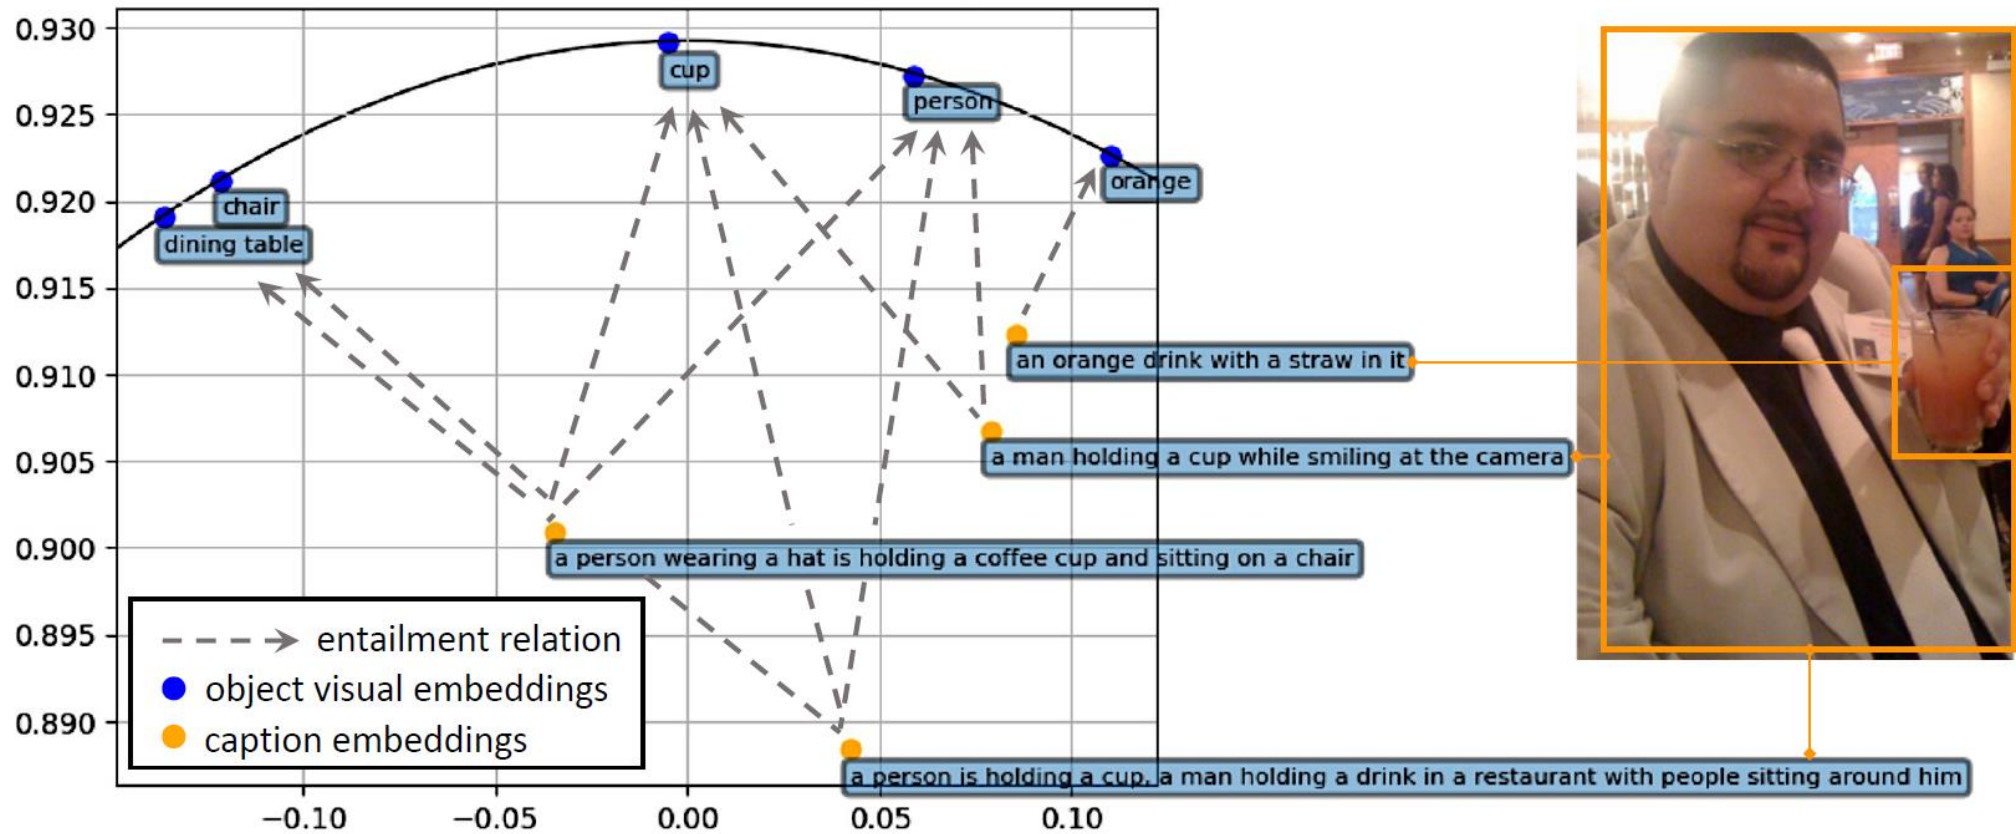 0.930
0.925
0.920
0.915
0.910
0.905
0.900
0.895
0.890
cup
person
orange
chair
dining table
an orange drink with a straw in it
a man holding a cup while smiling at the camera
a person wearing a hat is holding a coffee cup and sitting on a chair
entailment relation
object visual embeddings
caption embeddings
a person is holding a cup, a man holding a drink in a restaurant with people sitting around him
−0.10 −0.05 0.00 0.05 0.10